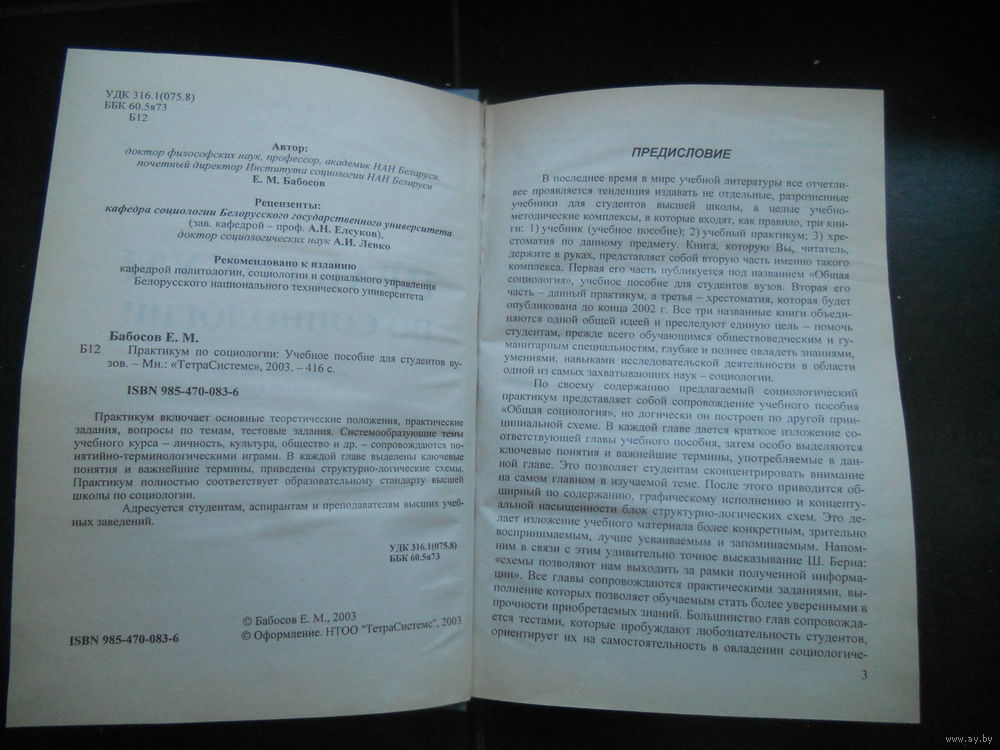 УДК 316.1(075.8)
ББК 60.5я73
Б12
Автор:
доктор философских наук, профессор, академик НАН Беларуси,
почетный директор Института социологии НАН Беларуси
Е. М. Бабосов
Рецензенты:
кафедра социологии Белорусского государственного университета
(зав. кафедрой – проф. А.Н. Елсуков),
доктор социологических наук А.И. Левко
Рекомендовано к изданию
кафедрой политологии, социологии и социального управления
Белорусского национального технического университета
Бабосов Е. М.
Б12 Практикум по социологии: Учебное пособие для студентов ву-
зов. – Мн.: «ТетраСистемс», 2003. – 416 с.
ISBN 985-470-083-6
Практикум включает основные теоретические положения, практические
задания, вопросы по темам, тестовые задания. Системообразующие темы
учебного курса – личность, культура, общество и др. – сопровождаются по-
нятийно-терминологическими играми. В каждой главе выделены ключевые
понятия и важнейшие термины, приведены структурно-логические схемы.
Практикум полностью соответствует образовательному стандарту высшей
школы по социологии.
Адресуется студентам, аспирантам и преподавателям высших учеб-
ных заведений.
УДК 316.1(075.8)
ББК 60.5я73
© Бабосов Е. М., 2003
© Оформление. НТОО "ТетраСистемс", 2003
ISBN 985-470-083-6
ПРЕДИСЛОВИЕ
В последнее время в мире учебной литературы все отчетли-
вее проявляется тенденция издавать не отдельные, разрозненные
учебники для студентов высшей школы, а целые учебно-
методические комплексы, в которые входят, как правило, три кни-
ги: 1) учебник (учебное пособие); 2) учебный практикум; 3) хре-
стоматия по данному предмету. Книга, которую Вы, читатель,
держите в руках, представляет собой вторую часть именно такого
комплекса. Первая его часть публикуется под названием «Общая
социология», учебное пособие для студентов вузов. Вторая его
часть – данный практикум, а третья – хрестоматия, которая будет
опубликована до конца 2002 г. Все три названные книги объеди-
няются одной общей идеей и преследуют единую цель – помочь
студентам, прежде всего обучающимся обществоведческим и гу-
манитарным специальностям, глубже и полнее овладеть знаниями,
умениями, навыками исследовательской деятельности в области
одной из самых захватывающих наук – социологии.
По своему содержанию предлагаемый социологический
практикум представляет собой сопровождение учебного пособия
«Общая социология», но логически он построен по другой прин-
ципиальной схеме. В каждой главе дается краткое изложение со-
ответствующей главы учебного пособия, затем особо выделяются
ключевые понятия и важнейшие термины, употребляемые в дан-
ной главе. Это позволяет студентам сконцентрировать внимание
на самом главном в изучаемой теме. После этого приводится об-
ширный по содержанию, графическому исполнению и концепту-
альной насыщенности блок структурно-логических схем. Это де-
лает изложение учебного материала более конкретным, зрительно
воспринимаемым, лучше усваиваемым и запоминаемым. Напом-
ним в связи с этим удивительно точное высказывание Ш. Берна:
«схемы позволяют нам выходить за рамки полученной информа-
ции». Все главы сопровождаются практическими заданиями, вы-
полнение которых позволяет обучаемым стать более уверенными в
прочности приобретаемых знаний. Большинство глав сопровожда-
ется тестами, которые пробуждают любознательность студентов,
ориентирует их на самостоятельность в овладении социологиче-
3
www.ay.by